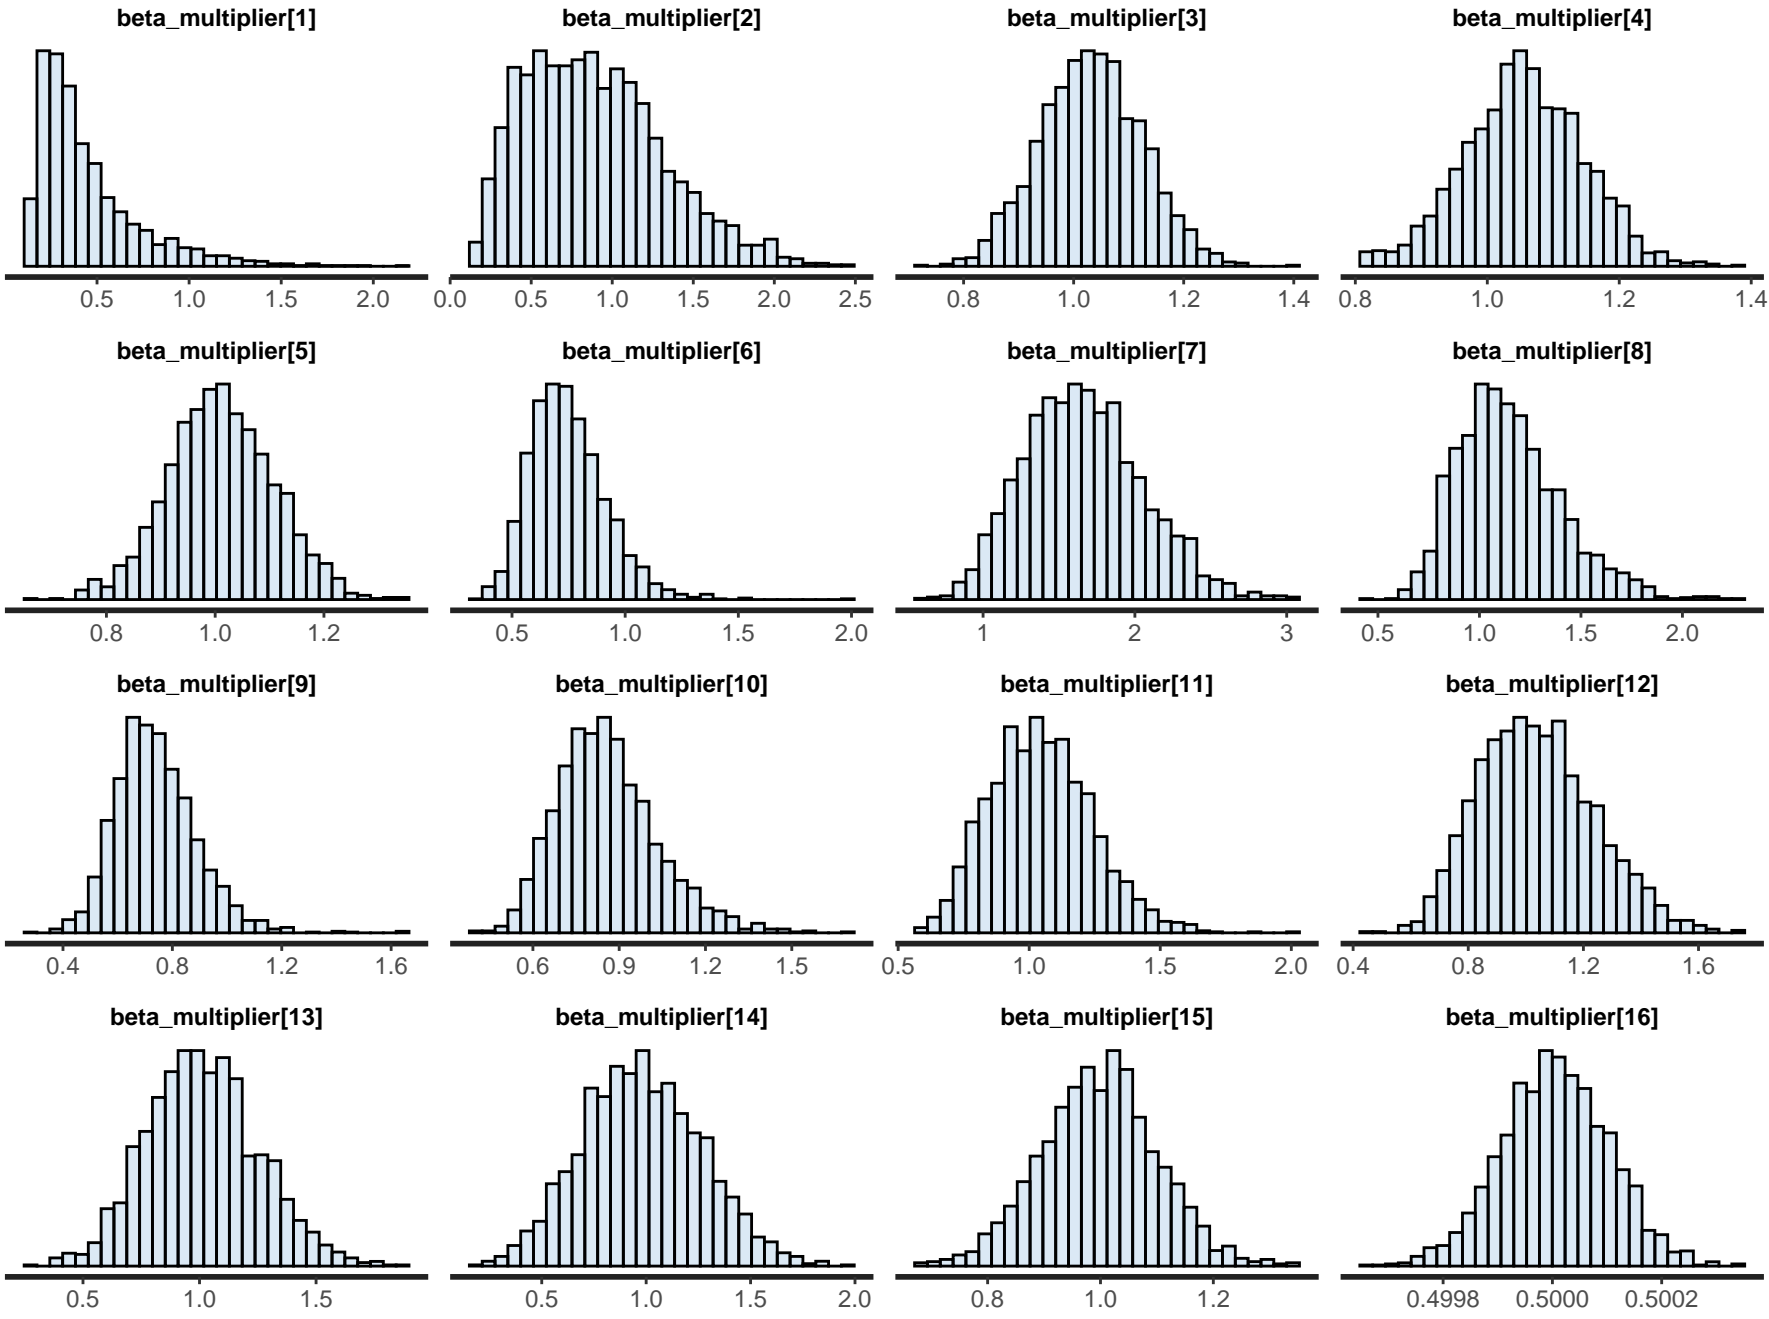 beta_multiplier[1] beta_multiplier[2] beta_multiplier[3] beta_multiplier[4]
0.5 1.0 1.5 2.0 0.0 0.5 1.0 1.5 2.0 2.5 0.8 1.0 1.2 1.4 0.8 1.0 1.2 1.4
beta_multiplier[5] beta_multiplier[6] beta_multiplier[7] beta_multiplier[8]
0.8 1.0 1.2 0.5 1.0 1.5 2.0 1 2 3 0.5 1.0 1.5 2.0
beta_multiplier[9] beta_multiplier[10] beta_multiplier[11] beta_multiplier[12]
0.4 0.8 1.2 1.6 0.6 0.9 1.2 1.5 0.5 1.0 1.5 2.0 0.4 0.8 1.2 1.6
beta_multiplier[13] beta_multiplier[14] beta_multiplier[15] beta_multiplier[16]
0.5 1.0 1.5 0.5 1.0 1.5 2.0 0.8 1.0 1.2 0.4998 0.5000 0.5002